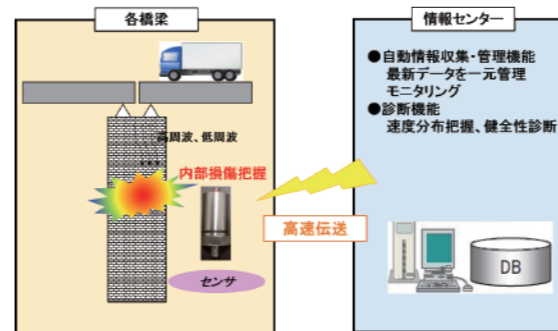 各橋梁
高周波、低周波
内部損傷把握
センサ
高速伝送
情報センター
●自動情報収集・管理機能
最新データを一元管理
モニタリング
●診断機能
速度分布把握、健全性診断
DB